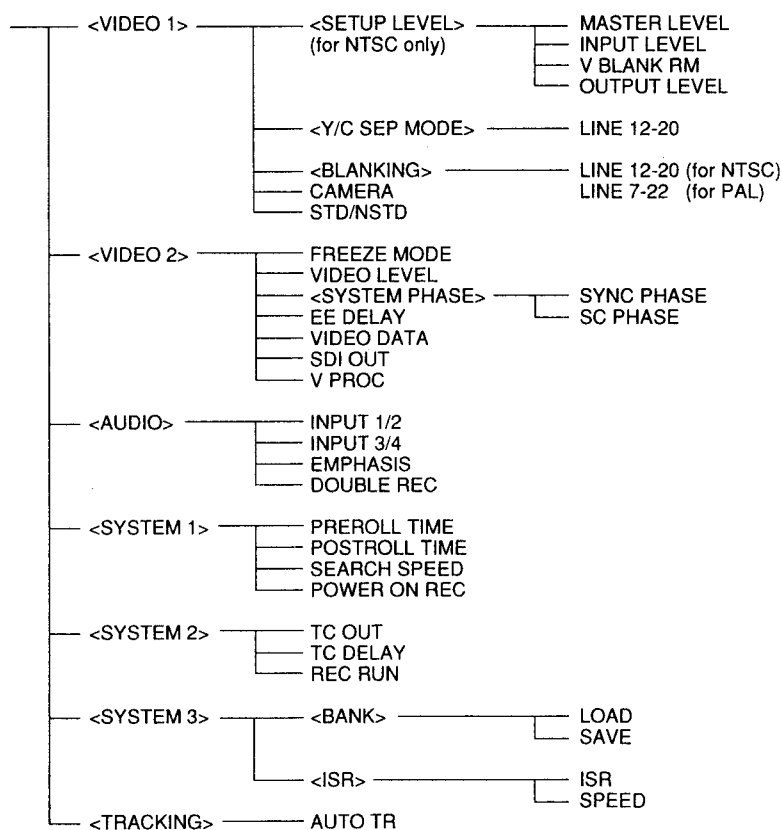 <VIDEO 1> <SETUP LEVEL> MASTER LEVEL
(for NTSC only) INPUT LEVEL
V BLANK RM
OUTPUT LEVEL
<Y/C SEP MODE> LINE 12-20
<BLANKING> LINE 12-20 (for NTSC)
CAMERA LINE 7-22 (for PAL)
STD/NSTD
<VIDEO 2> FREEZE MODE
VIDEO LEVEL
<SYSTEM PHASE> SYNC PHASE
EE DELAY SC PHASE
VIDEO DATA
SDI OUT
V PROC
<AUDIO> INPUT 1/2
INPUT 3/4
EMPHASIS
DOUBLE REC
<SYSTEM 1> PREROLL TIME
POSTROLL TIME
SEARCH SPEED
POWER ON REC
<SYSTEM 2> TC OUT
TC DELAY
REC RUN
<SYSTEM 3> <BANK> LOAD
SAVE
<ISR> ISR
SPEED
<TRACKING> AUTO TR